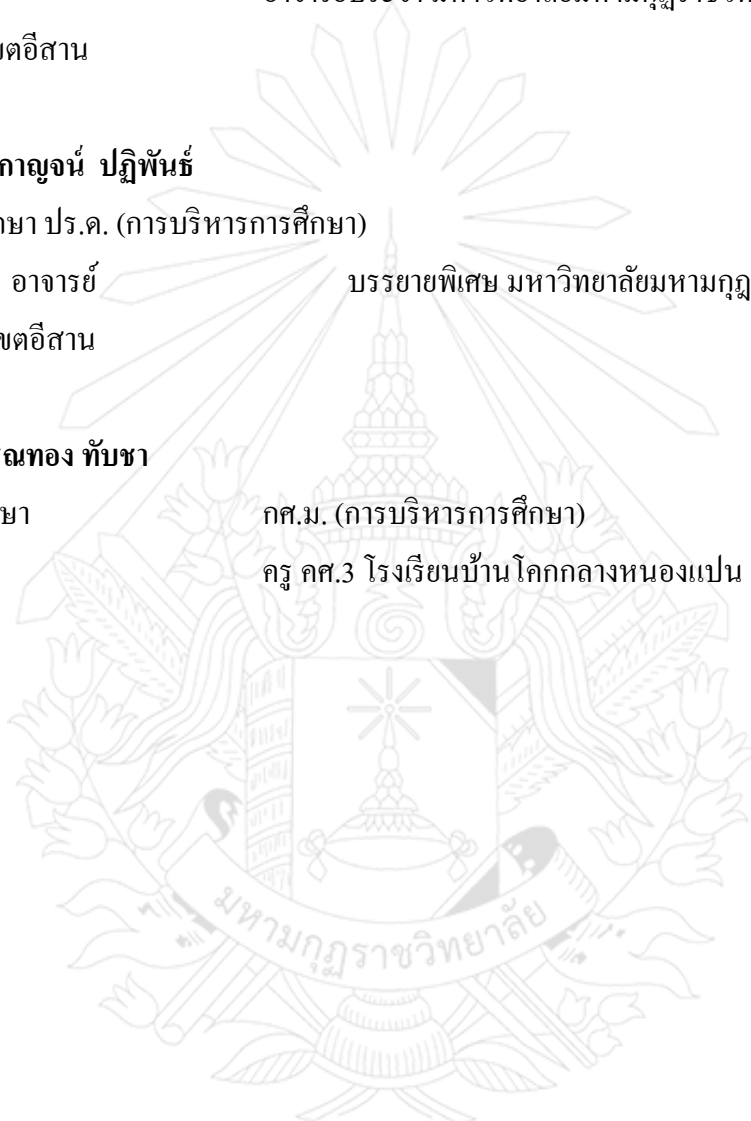 ขตอีสาน
กาญจน์ ปฏิพันธ์
ษา ปร.ด. (การบริหารการศึกษา)
อาจารย์ บรรยายพิเศษ มหาวิทยาลัยมหามกุฏ
ขตอีสาน
รณทอง ทับชา
ษา กศ.ม. (การบริหารการศึกษา)
ครู คศ.3 โรงเรียนบ้านโคกกลางหนองแปน
มหามกุฏราชวิทยาลัย